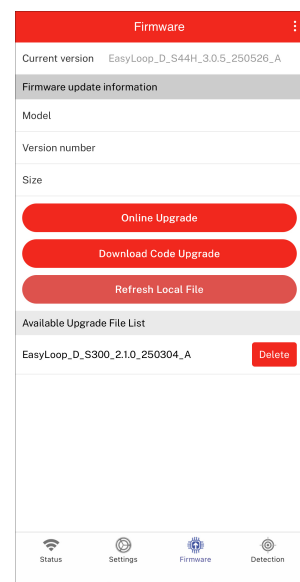 Firmware
Current version EasyLoop_D_S44H_3.0.5_250526_A
Firmware update information
Model
Version number
Size
Online Upgrade
Download Code Upgrade
Refresh Local File
Available Upgrade File List
EasyLoop_D_S300_2.1.0_250304_A Delete
Status Settings Firmware Detection